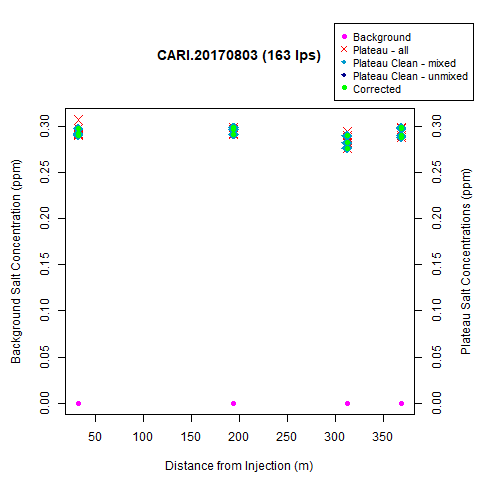 CARI.20170803 (163 lps)
Background
Plateau - all
Plateau Clean - mixed
Plateau Clean - unmixed
Corrected
Background Salt Concentration (ppm)
0.30
0.25
0.20
0.15
0.10
0.05
0.00
0.30
0.25
0.20
0.15
0.10
0.05
0.00
Plateau Salt Concentrations (ppm)
50 100 150 200 250 300 350
Distance from Injection (m)